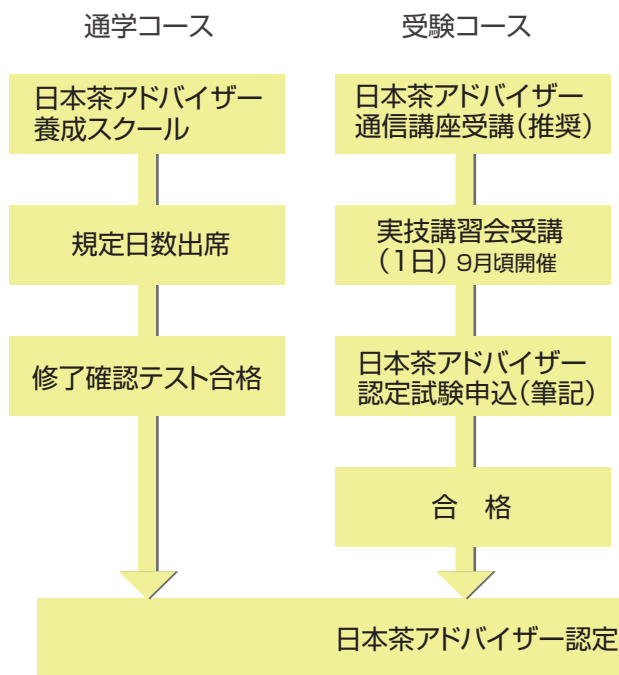 通学コース
日本茶アドバイザー
養成スクール
規定日数出席
修了確認テスト合格
受験コース
日本茶アドバイザー
通信講座受講（推奨）
実技講習会受講
（1日）9月頃開催
日本茶アドバイザー
認定試験申込（筆記）
合　格
日本茶アドバイザー認定